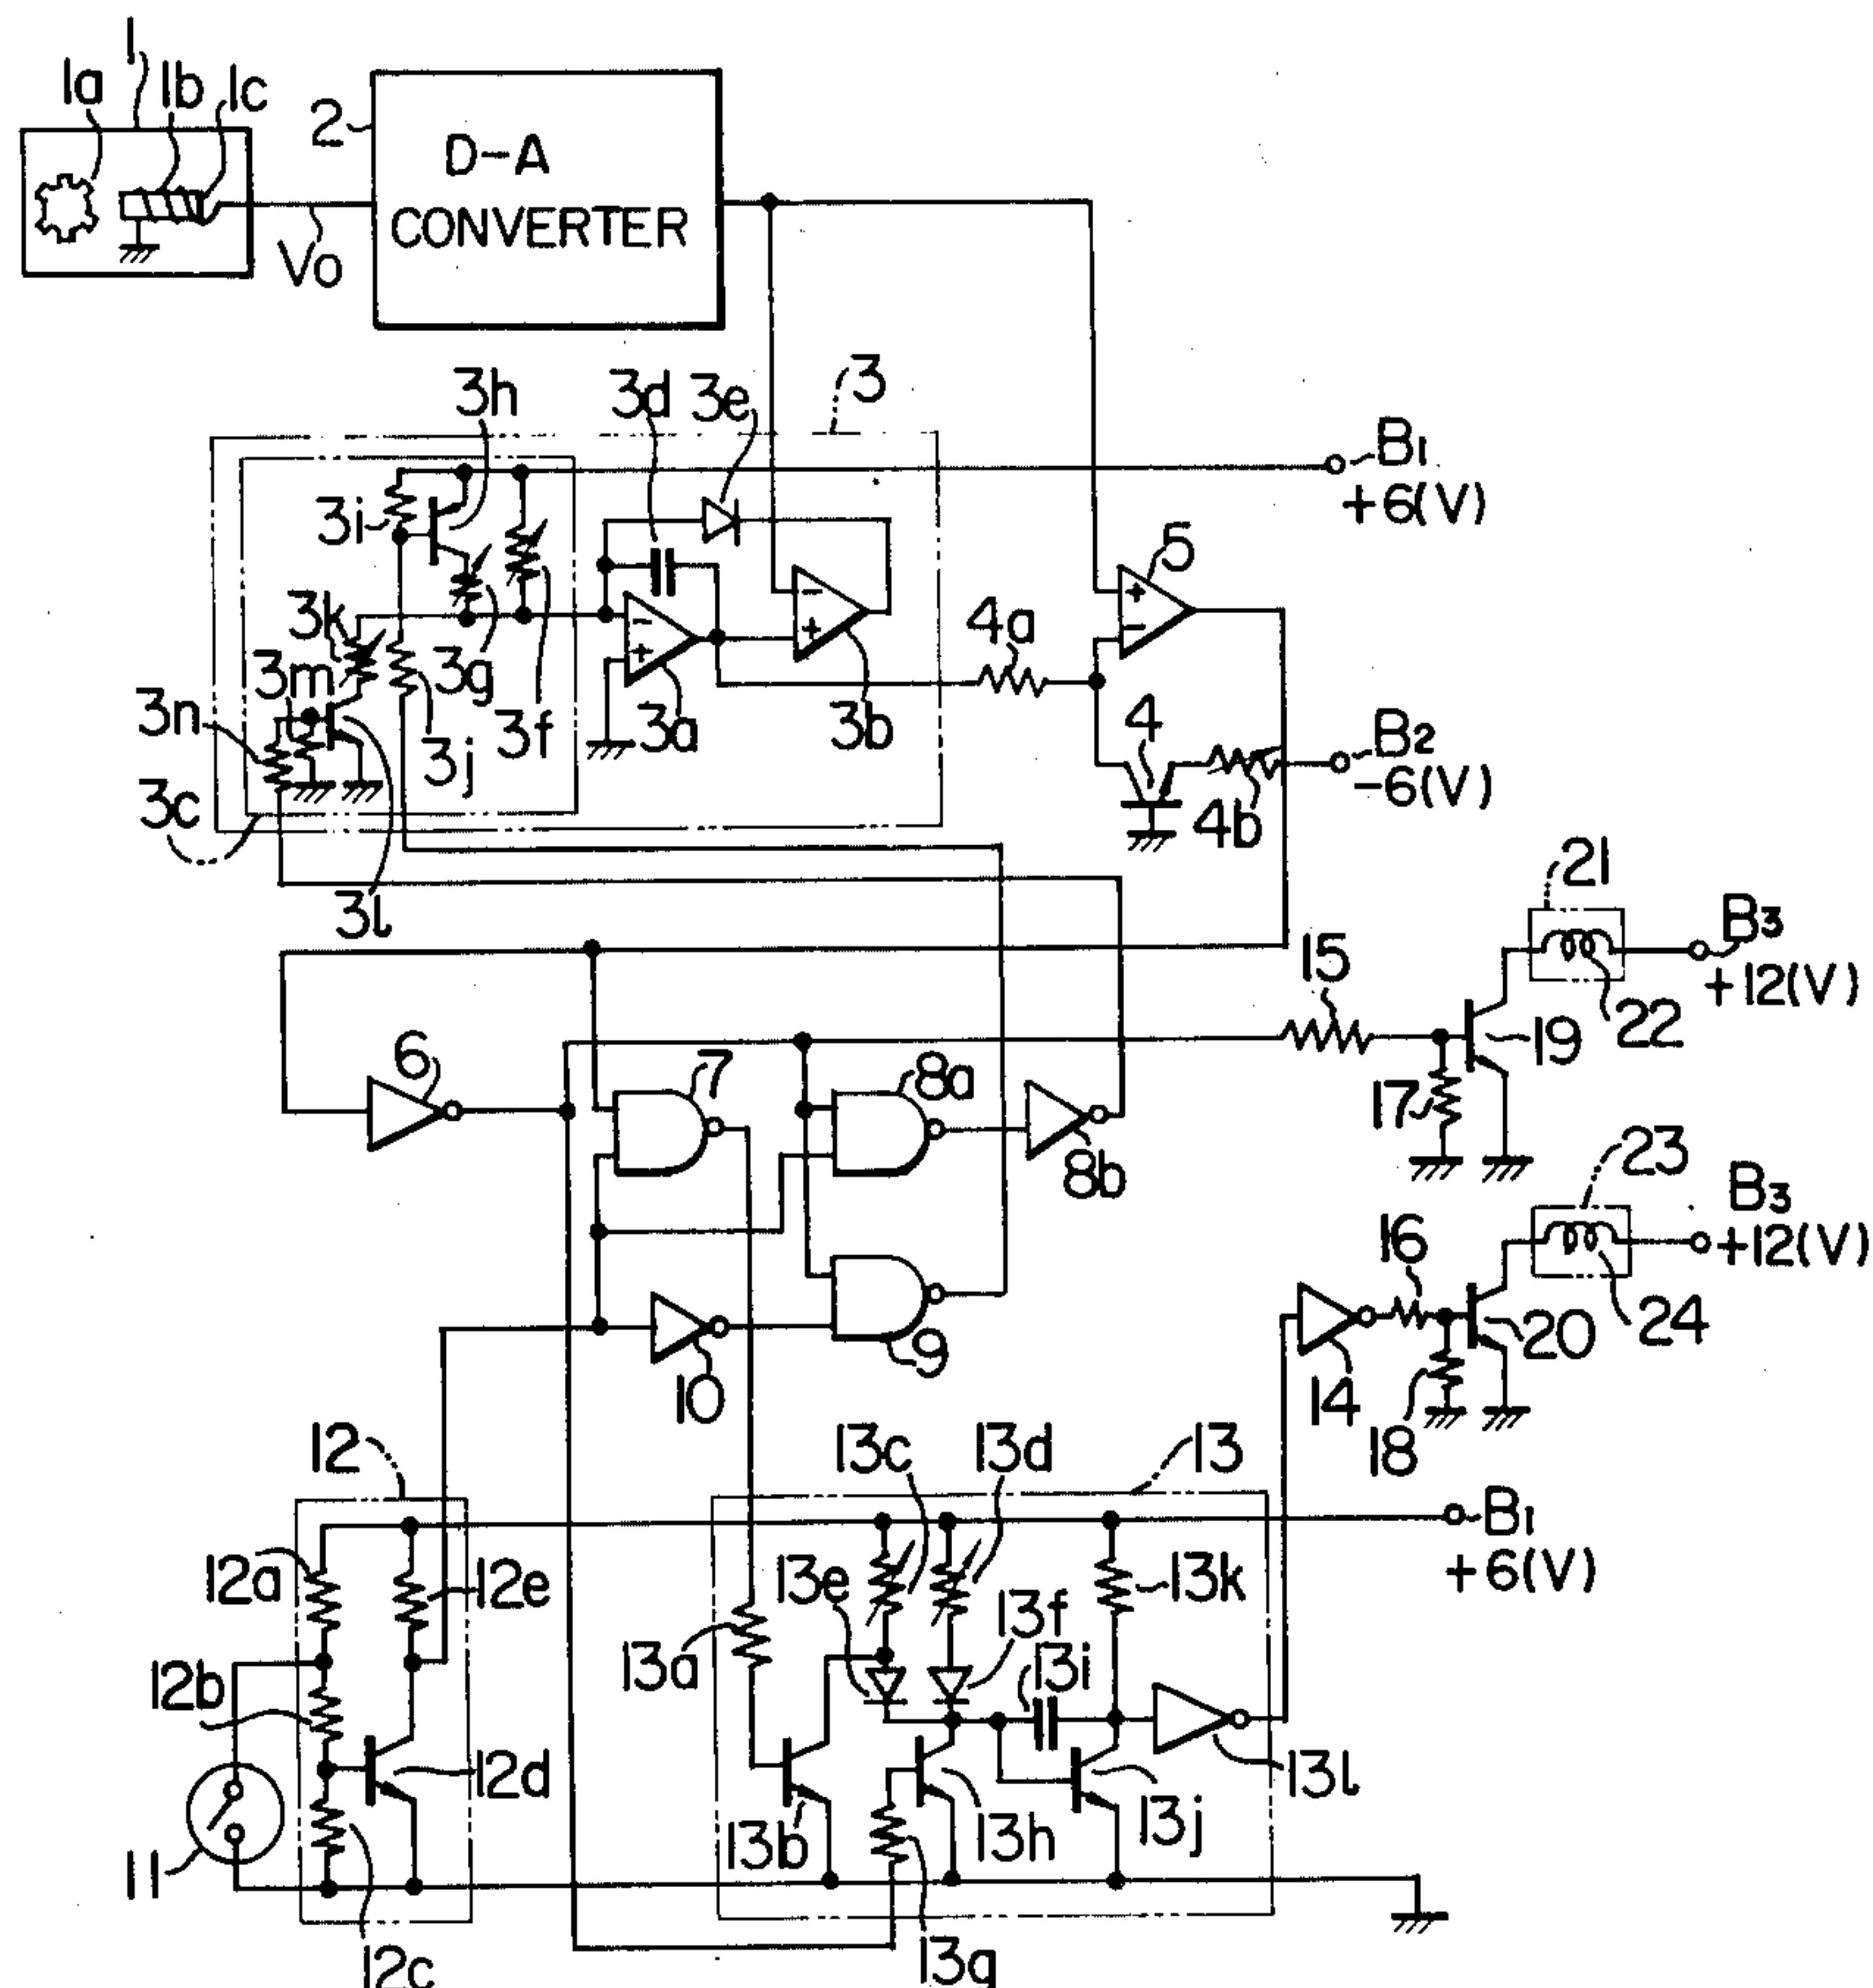 1
1a
1b
1c
2
D-A
CONVERTER
Vo
3
3h
3d
3e
B1
+6(V)
3i
5
3k
3g
4a
3m
3n
3j
3f
3a
3b
4
B2
-6(V)
4b
3c
3l
21
B3
+12(V)
15
22
19
6
7
8a
17
8b
23
B3
+12(V)
16
24
20
9
10
14
18
12
13c
13d
13
B1
+6(V)
12a
12e
13e
13k
13f
13a
13i
12b
12d
13l
11
13b
13h
13j
12c
13g